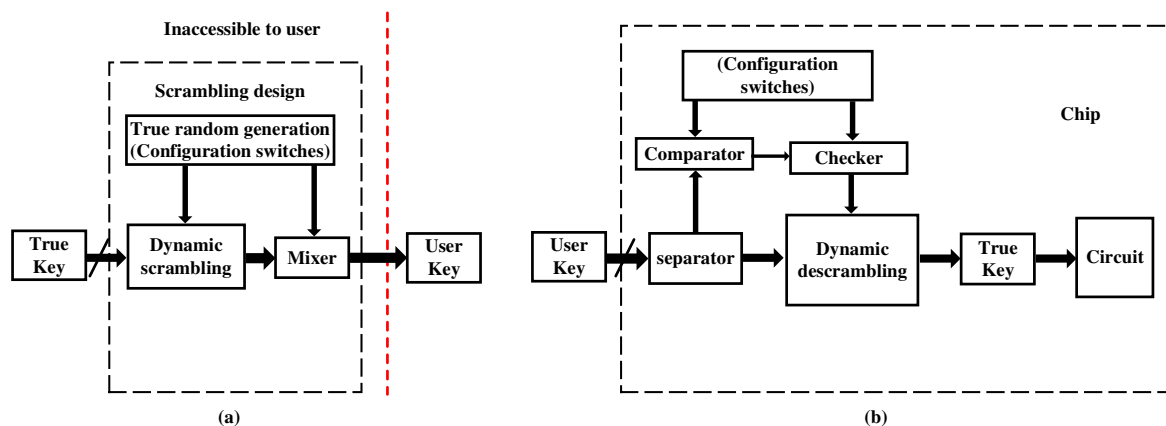 Inaccessible to user
Scrambling design
True random generation
(Configuration switches)
True
Key
Dynamic
scrambling
Mixer
User
Key
(a)
(Configuration
switches)
Chip
Comparator
Checker
User
Key
separator
Dynamic
descrambling
True
Key
Circuit
(b)